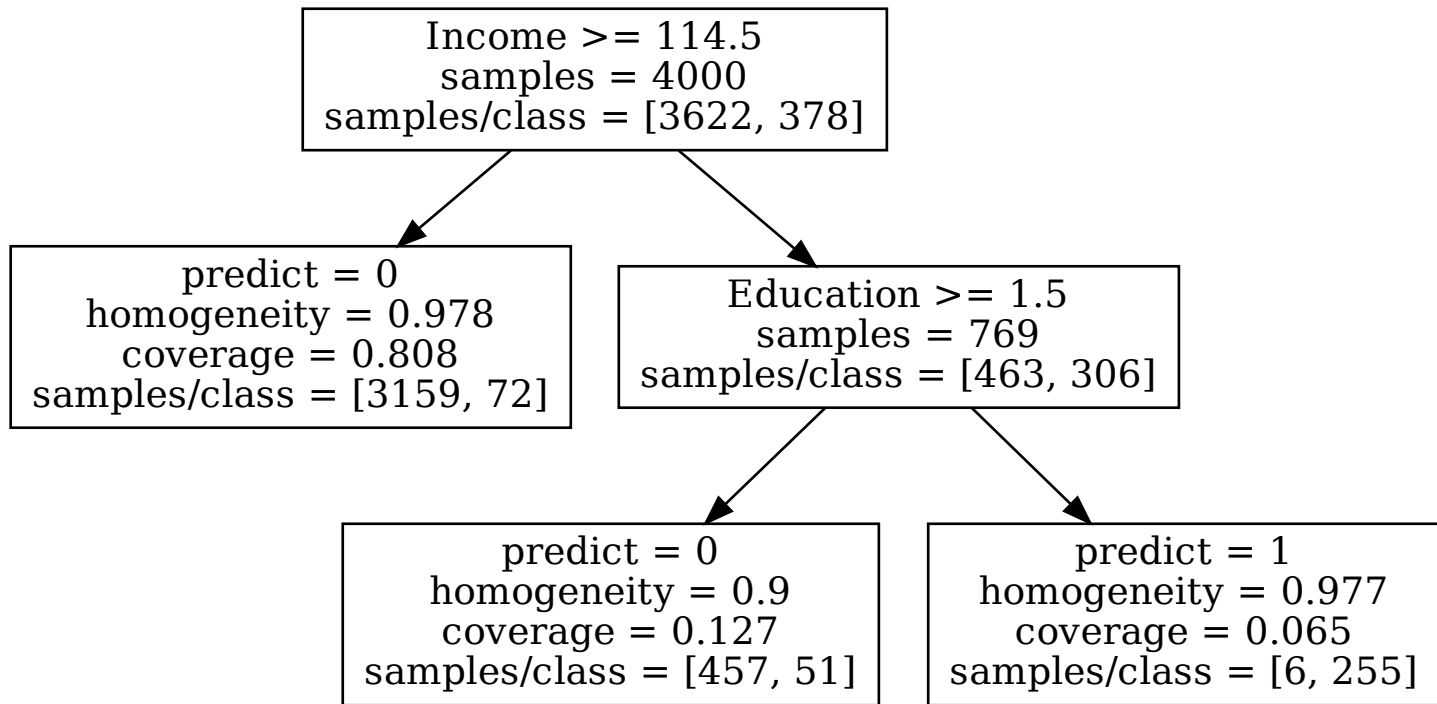 Income >= 114.5
samples = 4000
samples/class = [3622, 378]
predict = 0
homogeneity = 0.978
coverage = 0.808
samples/class = [3159, 72]
Education >= 1.5
samples = 769
samples/class = [463, 306]
predict = 0
homogeneity = 0.9
coverage = 0.127
samples/class = [457, 51]
predict = 1
homogeneity = 0.977
coverage = 0.065
samples/class = [6, 255]